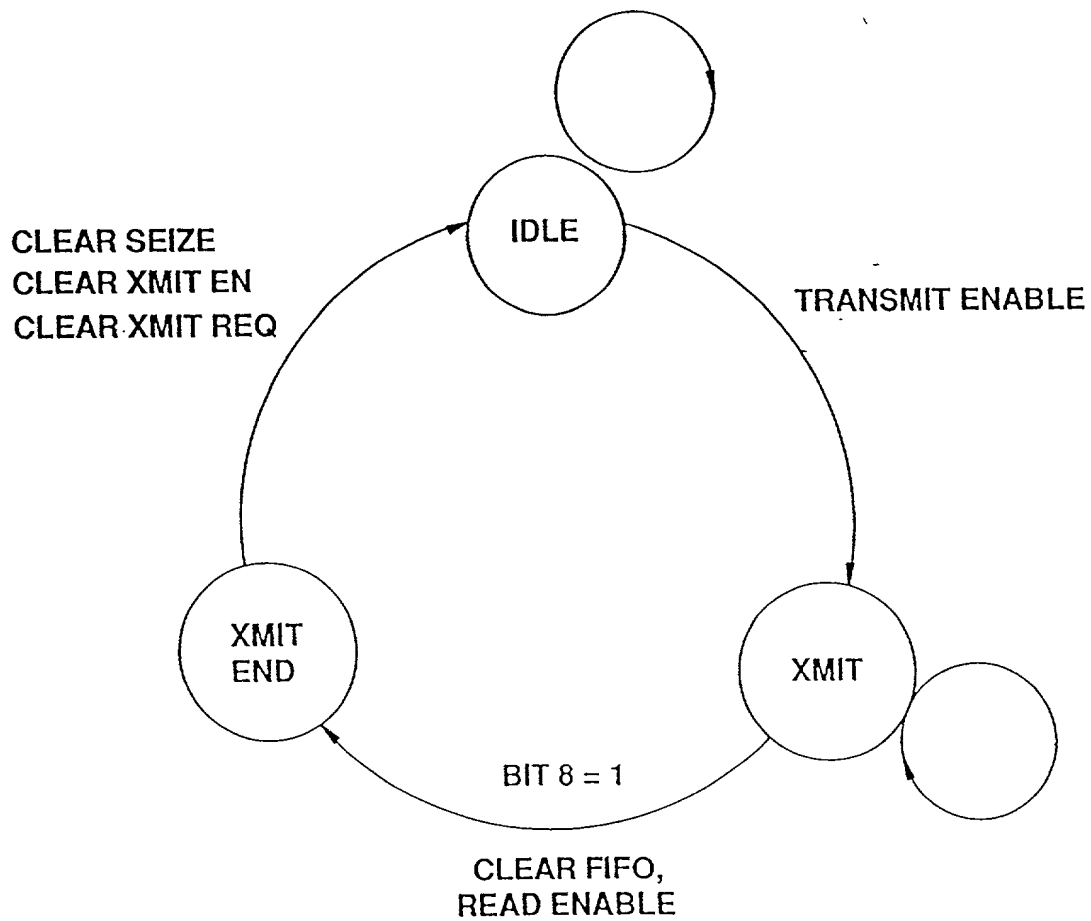 IDLE
CLEAR SEIZE
CLEAR XMIT EN
CLEAR XMIT REQ
TRANSMIT ENABLE
XMIT
END
XMIT
BIT 8 = 1
CLEAR FIFO,
READ ENABLE